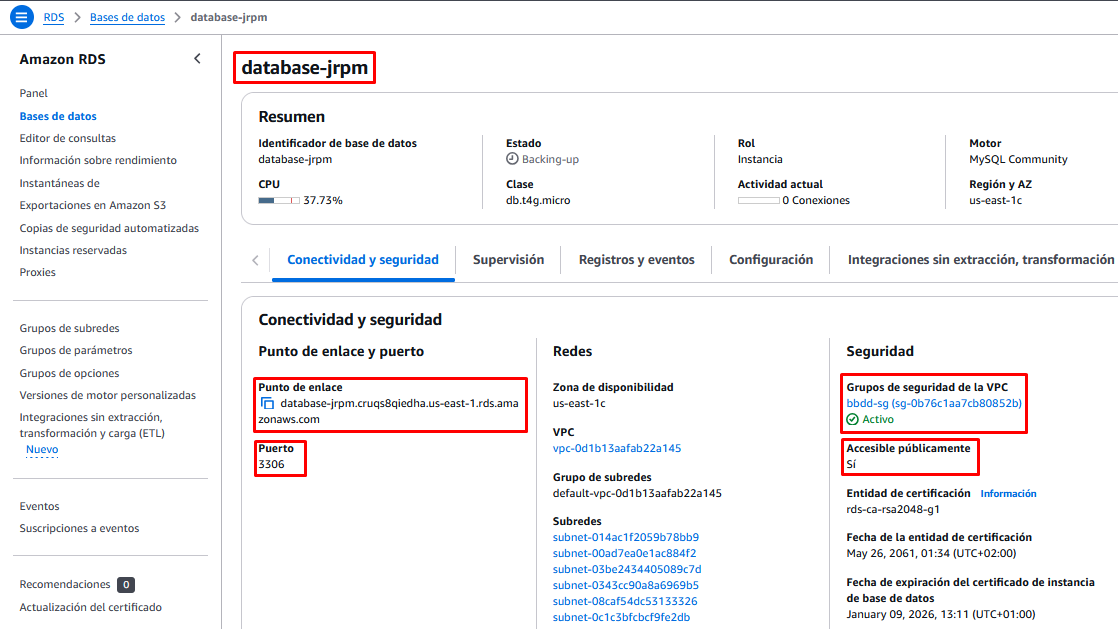 RDS > Bases de datos > database-jrpm
Amazon RDS
Panel
Bases de datos
Editor de consultas
Información sobre rendimiento
Instantáneas de
Exportaciones en Amazon S3
Copias de seguridad automatizadas
Instancias reservadas
Proxies
Grupos de subredes
Grupos de parámetros
Grupos de opciones
Versiones de motor personalizadas
Integraciones sin extracción,
transformación y carga (ETL)
Nuevo
Eventos
Suscripciones a eventos
Recomendaciones 0
Actualización del certificado
database-jrpm
Resumen
Identificador de base de datos
database-jrpm
CPU
37.73%
Estado
Backing-up
Clase
db.t4g.micro
Rol
Instancia
Actividad actual
0 Conexiones
Motor
MySQL Community
Región y AZ
us-east-1c
Conectividad y seguridad
Supervisión
Registros y eventos
Configuración
Integraciones sin extracción, transformación
Conectividad y seguridad
Punto de enlace y puerto
Punto de enlace
database-jrpm.cruqs8qiedha.us-east-1.rds.ama
zonaws.com
Puerto
3306
Redes
Zona de disponibilidad
us-east-1c
VPC
vpc-0d1b13aafab22a145
Grupo de subredes
default-vpc-0d1b13aafab22a145
Subredes
subnet-014ac1f2059b78bb9
subnet-00ad7ea0e1ac884f2
subnet-03be2434405089c7d
subnet-0343cc90a8a6969b5
subnet-08caf54dc53133326
subnet-0c1c3bfcbcf9fe2db
Seguridad
Grupos de seguridad de la VPC
bbdd-sg (sg-0b76c1aa7cb80852b)
Activo
Accesible públicamente
Sí
Entidad de certificación Información
rds-ca-rsa2048-g1
Fecha de la entidad de certificación
May 26, 2061, 01:34 (UTC+02:00)
Fecha de expiración del certificado de instancia
de base de datos
January 09, 2026, 13:11 (UTC+01:00)